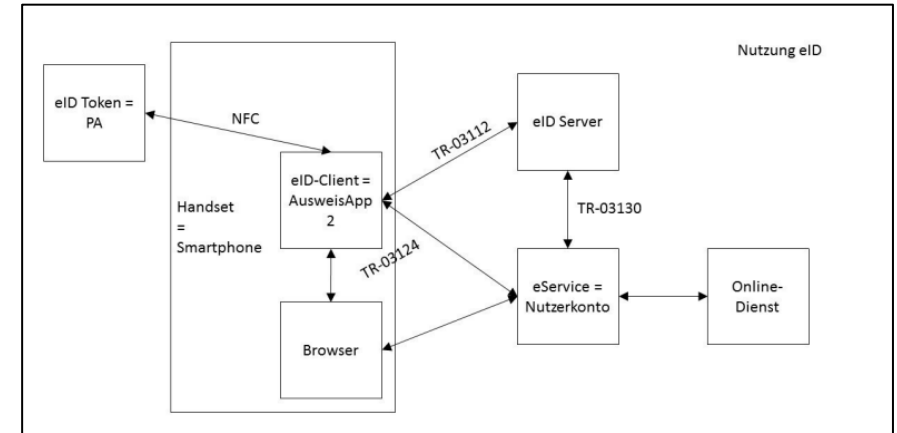 Nutzung eID
eID Token =
PA
NFC
TR-03112
eID Server
eID-Client =
AusweisApp
2
Handset
=
Smartphone
TR-03130
TR-03124
eService =
Nutzerkonto
Online-
Dienst
Browser